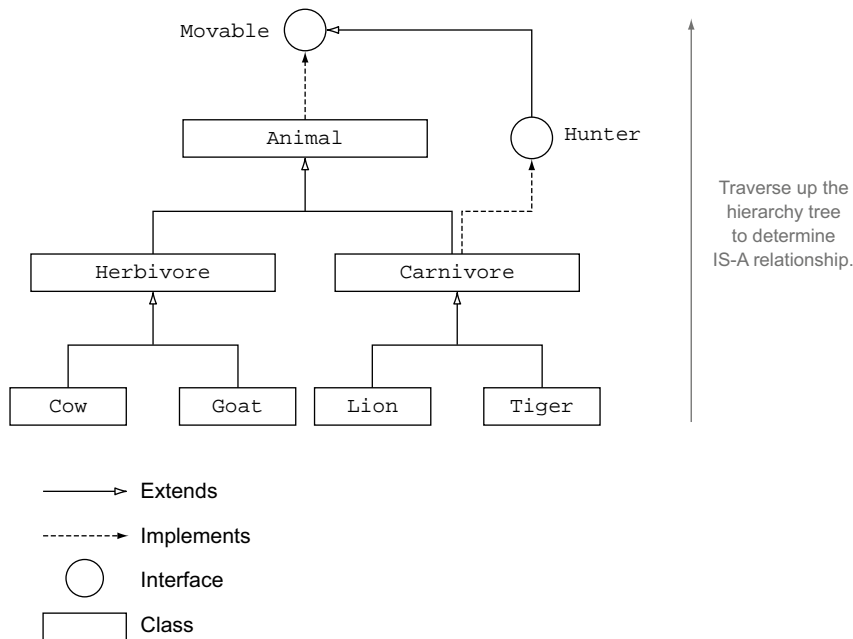 Movable
Animal
Hunter
Traverse up the
hierarchy tree
to determine
IS-A relationship.
Herbivore
Carnivore
Cow
Goat
Lion
Tiger
Extends
Implements
Interface
Class